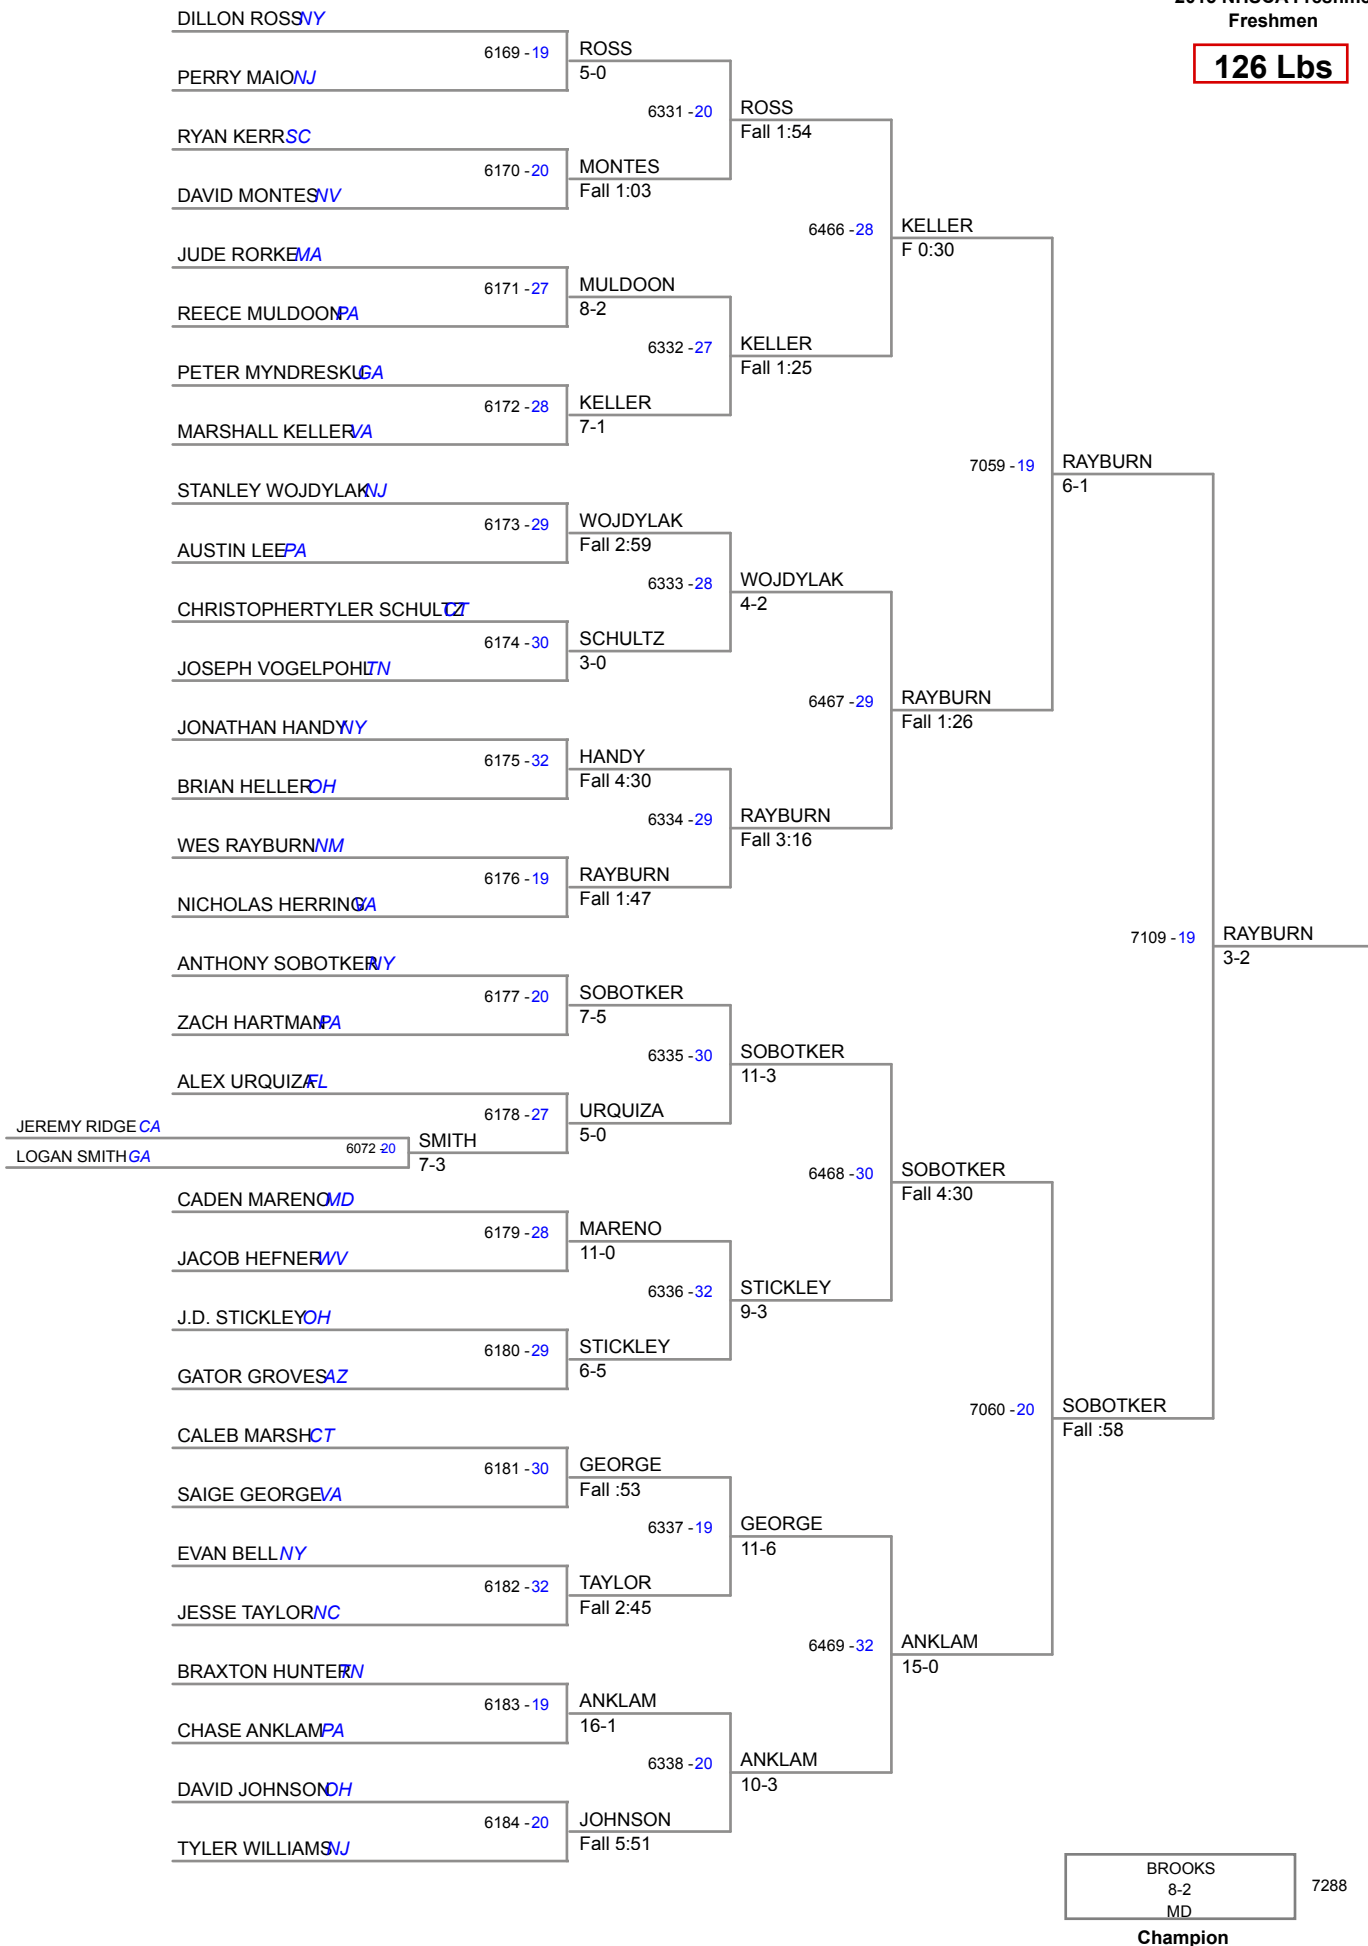 2016 NHSCA Freshme
Freshmen
126 Lbs
DILLON ROSS NY
6169 - 19
ROSS
5-0
PERRY MAIO NJ
6331 - 20
ROSS
Fall 1:54
RYAN KERR SC
6170 - 20
MONTES
Fall 1:03
DAVID MONTES NV
6466 - 28
KELLER
F 0:30
JUDE RORKE MA
6171 - 27
MULDOON
8-2
REECE MULDOON PA
6332 - 27
KELLER
Fall 1:25
PETER MYNDRESKU GA
6172 - 28
KELLER
7-1
MARSHALL KELLER VA
7059 - 19
RAYBURN
6-1
STANLEY WOJDYLAK NJ
6173 - 29
WOJDYLAK
Fall 2:59
AUSTIN LEE PA
6333 - 28
WOJDYLAK
4-2
CHRISTOPHERTYLER SCHULTZ CT
6174 - 30
SCHULTZ
3-0
JOSEPH VOGELPOHL TN
6467 - 29
RAYBURN
Fall 1:26
JONATHAN HANDY NY
6175 - 32
HANDY
Fall 4:30
BRIAN HELLER OH
6334 - 29
RAYBURN
Fall 3:16
WES RAYBURN NM
6176 - 19
RAYBURN
Fall 1:47
NICHOLAS HERRING VA
7109 - 19
RAYBURN
3-2
ANTHONY SOBOTKER NY
6177 - 20
SOBOTKER
7-5
ZACH HARTMAN PA
6335 - 30
SOBOTKER
11-3
ALEX URQUIZA FL
6178 - 27
URQUIZA
5-0
JEREMY RIDGE CA
6072 - 20
SMITH
7-3
LOGAN SMITH GA
6468 - 30
SOBOTKER
Fall 4:30
CADEN MARENO MD
6179 - 28
MARENO
11-0
JACOB HEFNER WV
6336 - 32
STICKLEY
9-3
J.D. STICKLEY OH
6180 - 29
STICKLEY
6-5
GATOR GROVES AZ
7060 - 20
SOBOTKER
Fall :58
CALEB MARSH CT
6181 - 30
GEORGE
Fall :53
SAIGE GEORGE VA
6337 - 19
GEORGE
11-6
EVAN BELL NY
6182 - 32
TAYLOR
Fall 2:45
JESSE TAYLOR NC
6469 - 32
ANKLAM
15-0
BRAXTON HUNTER TN
6183 - 19
ANKLAM
16-1
CHASE ANKLAM PA
6338 - 20
ANKLAM
10-3
DAVID JOHNSON OH
6184 - 20
JOHNSON
Fall 5:51
TYLER WILLIAMS NJ
BROOKS
8-2
MD
7288
Champion